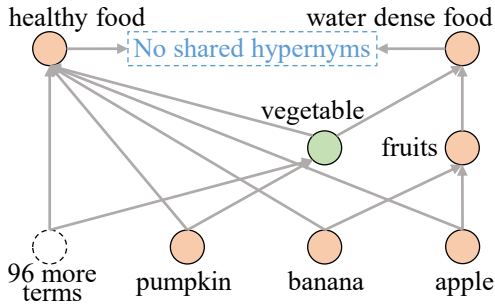 healthy food
water dense food
No shared hypernyms
vegetable
fruits
96 more
terms
pumpkin
banana
apple